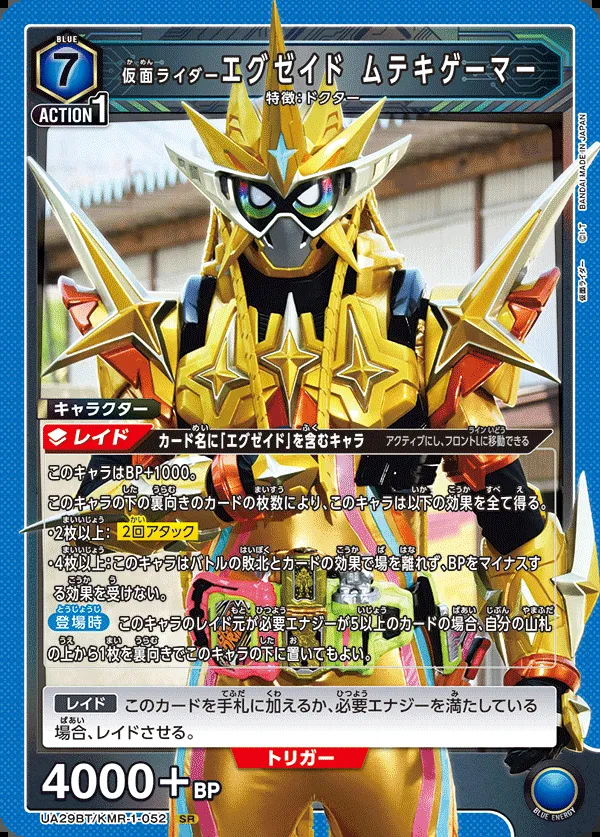 BLUE
7
ACTION1
仮面ライダーエグゼイド ムテキゲーマー
特徴:ドクター
仮面ライダー ©I·T BANDAI MADE IN JAPAN
キャラクター
レイド カード名に「エグゼイド」を含むキャラ アクティブにし、フロントLに移動できる
このキャラはBP+1000。
このキャラの下の裏向きのカードの枚数により、このキャラは以下の効果を全て得る。
・2枚以上: 2回アタック
・4枚以上:このキャラはバトルの敗北とカードの効果で場を離れず、BPをマイナスす
る効果を受けない。
登場時 このキャラのレイド元が必要エナジーが5以上のカードの場合、自分の山札
の上から1枚を裏向きでこのキャラの下に置いてもよい。
レイド このカードを手札に加えるか、必要エナジーを満たしている
場合、レイドさせる。
トリガー
4000+BP
BLUE ENERGY
UA29BT/KMR-1-052 SR